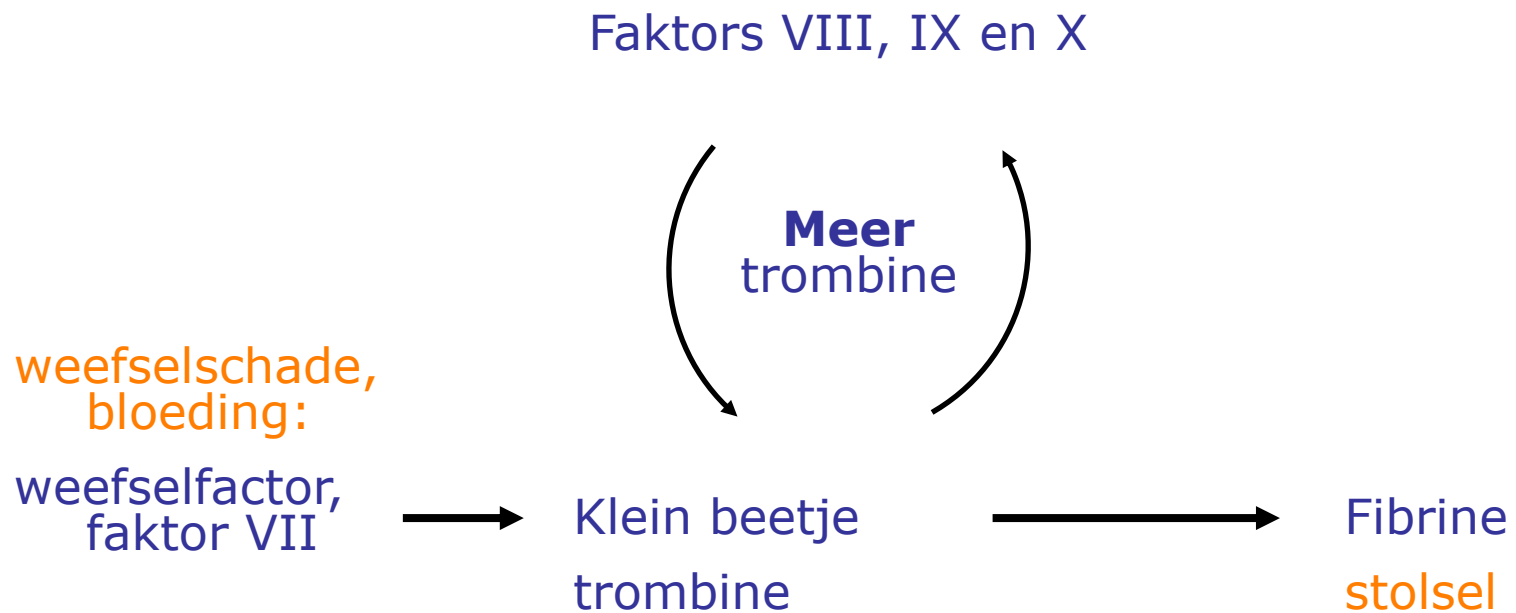 Faktors VIII, IX en X
Meer
trombine
weefselschade,
bloeding:
weefselfactor,
faktor VII
Klein beetje
trombine
Fibrine
stolsel